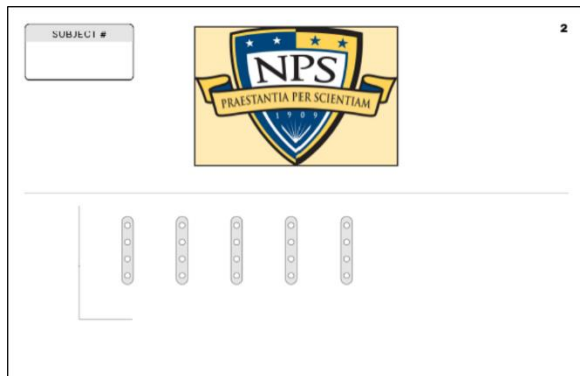 SUBJECT #
2
NPS
PRAESTANTIA PER SCIENTIAM
1909